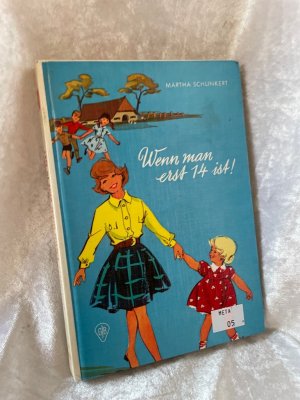 MARTHA SCHLINKERT
Wenn man
erst 14 ist!
META
05